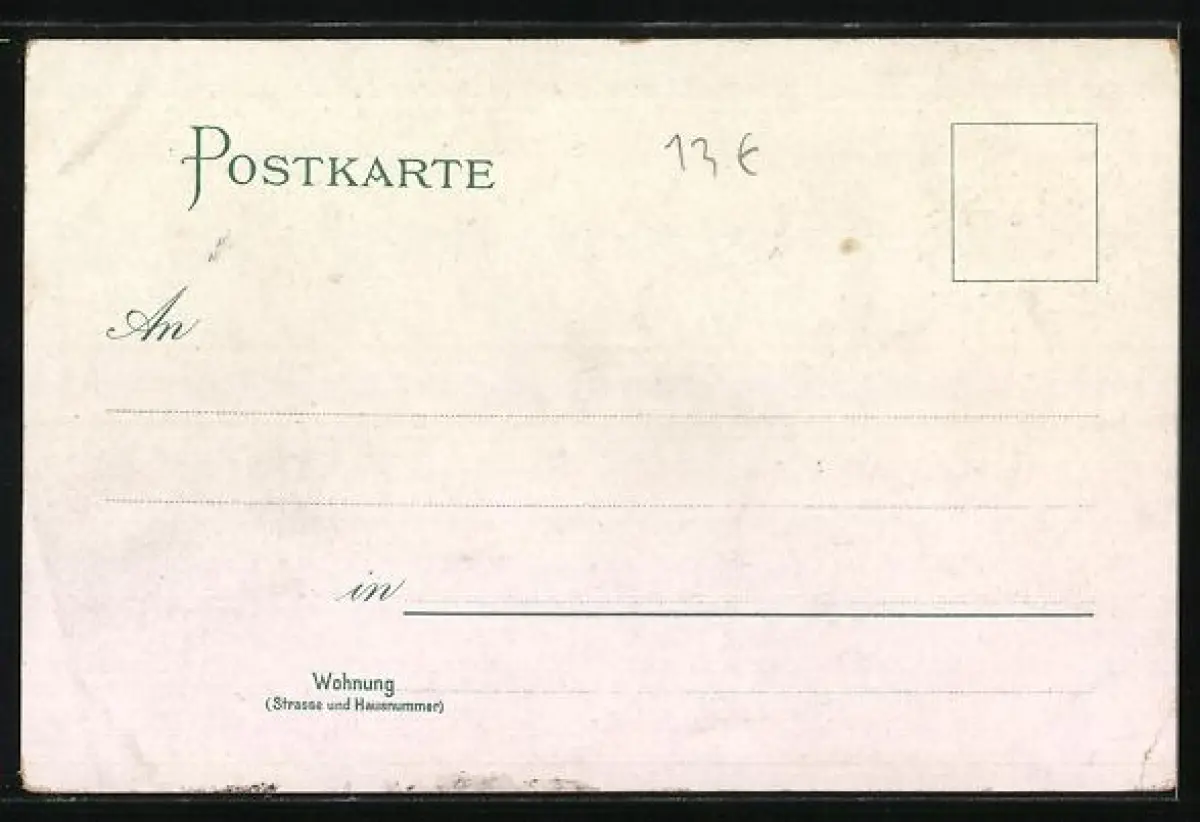 POSTKARTE
13 €
An
in
Wohnung
(Strasse und Hausnummer)